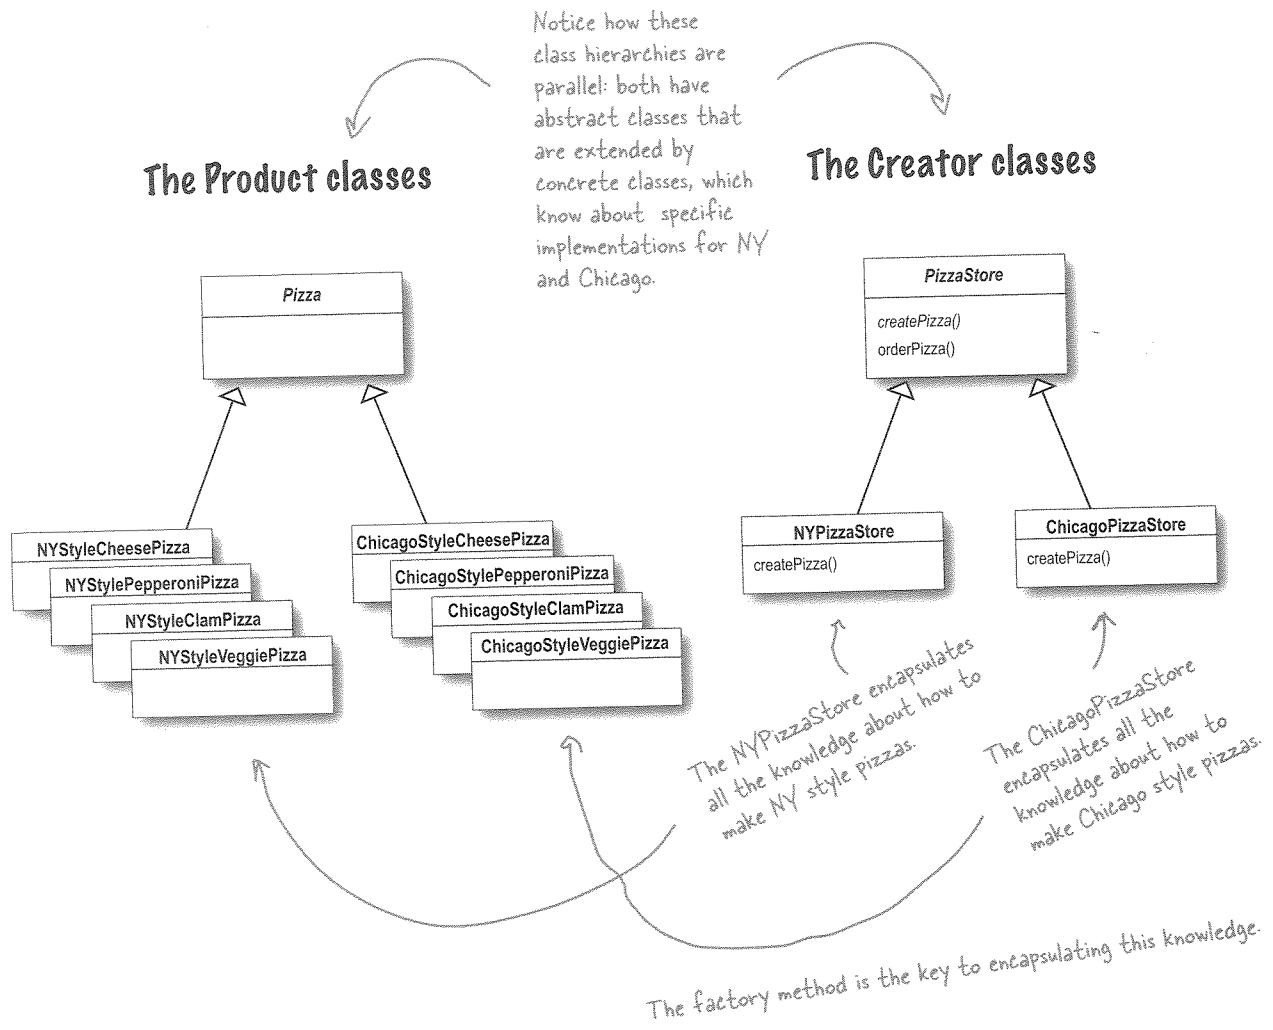 Notice how these
class hierarchies are
parallel: both have
abstract classes that
are extended by
concrete classes, which
know about specific
implementations for NY
and Chicago.
The Product classes
The Creator classes
Pizza
PizzaStore
createPizza()
orderPizza()
NYStyleCheesePizza
NYStylePepperoniPizza
NYStyleClamPizza
NYStyleVeggiePizza
ChicagoStyleCheesePizza
ChicagoStylePepperoniPizza
ChicagoStyleClamPizza
ChicagoStyleVeggiePizza
NYPizzaStore
createPizza()
ChicagoPizzaStore
createPizza()
The NYPizzaStore encapsulates
all the knowledge about how to
make NY style pizzas.
The ChicagoPizzaStore
encapsulates all the
knowledge about how to
make Chicago style pizzas.
The factory method is the key to encapsulating this knowledge.